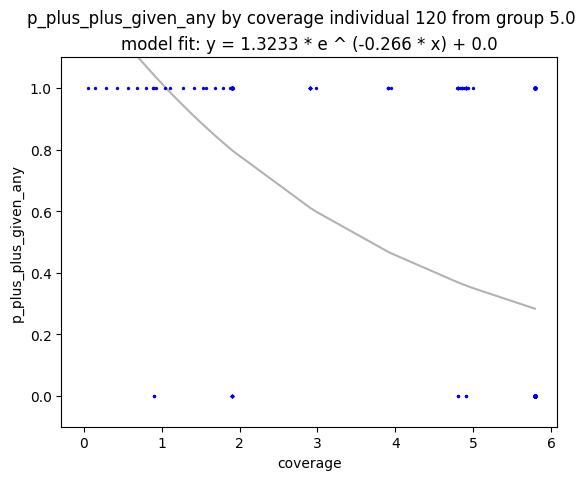 p_plus_plus_given_any by coverage individual 120 from group 5.0
model fit: y = 1.3233 * e ^ (-0.266 * x) + 0.0
1.0
0.8
0.6
0.4
0.2
0.0
p_plus_plus_given_any
0 1 2 3 4 5 6
coverage